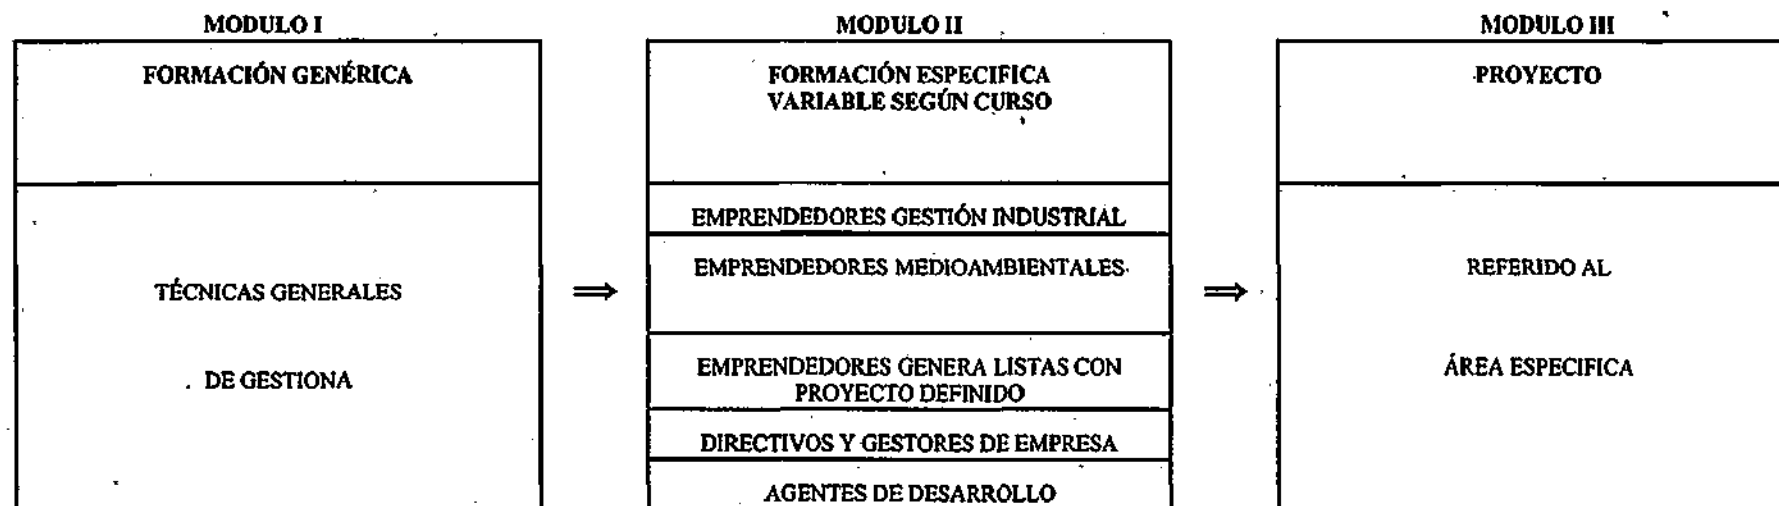 MODULO I
FORMACIÓN GENÉRICA
TÉCNICAS GENERALES
DE GESTIONA
⇒
MODULO II
FORMACIÓN ESPECIFICA
VARIABLE SEGÚN CURSO
EMPRENDEDORES GESTIÓN INDUSTRIAL
EMPRENDEDORES MEDIOAMBIENTALES
EMPRENDEDORES GENERA LISTAS CON
PROYECTO DEFINIDO
DIRECTIVOS Y GESTORES DE EMPRESA
AGENTES DE DESARROLLO
⇒
MODULO III
PROYECTO
REFERIDO AL
ÁREA ESPECIFICA